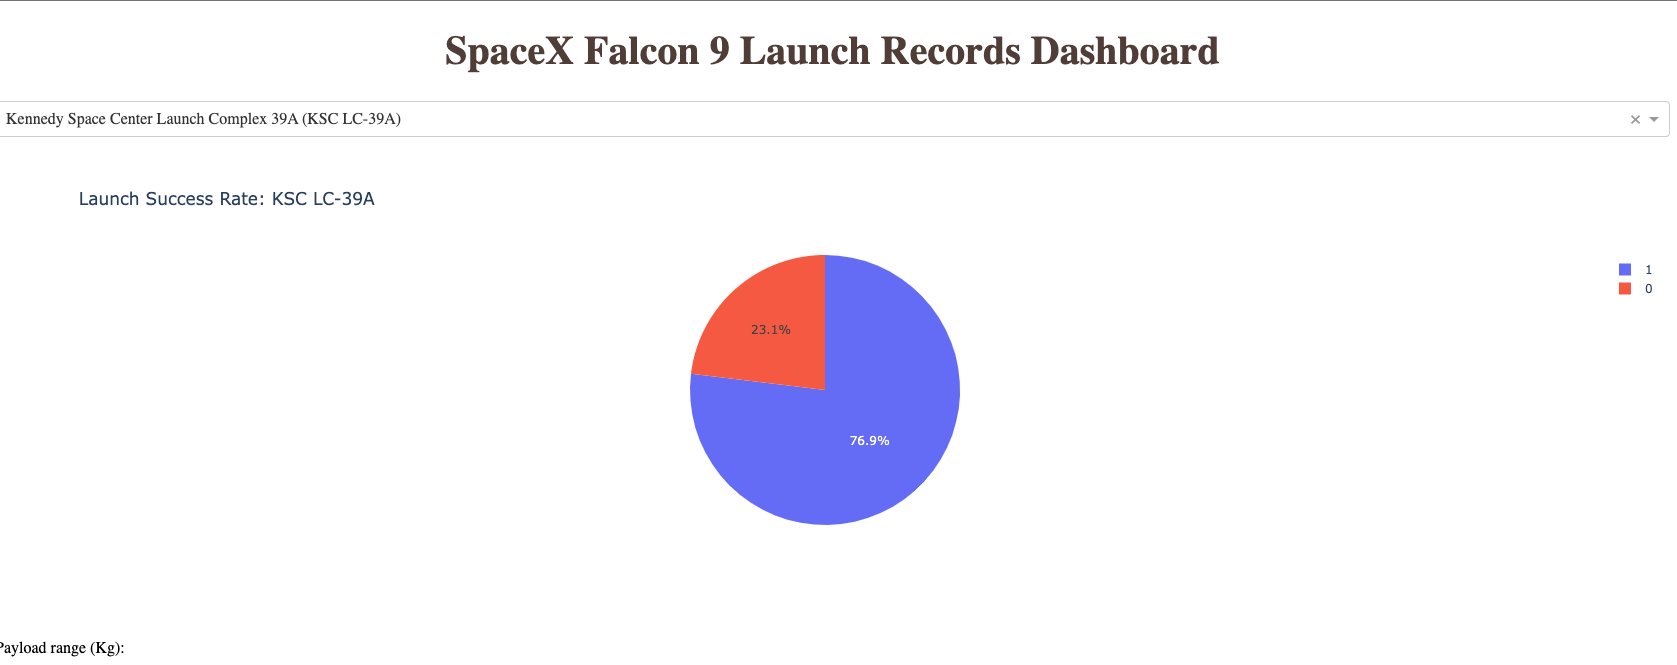 SpaceX Falcon 9 Launch Records Dashboard
Kennedy Space Center Launch Complex 39A (KSC LC-39A)
Launch Success Rate: KSC LC-39A
1
0
23.1%
76.9%
Payload range (Kg):